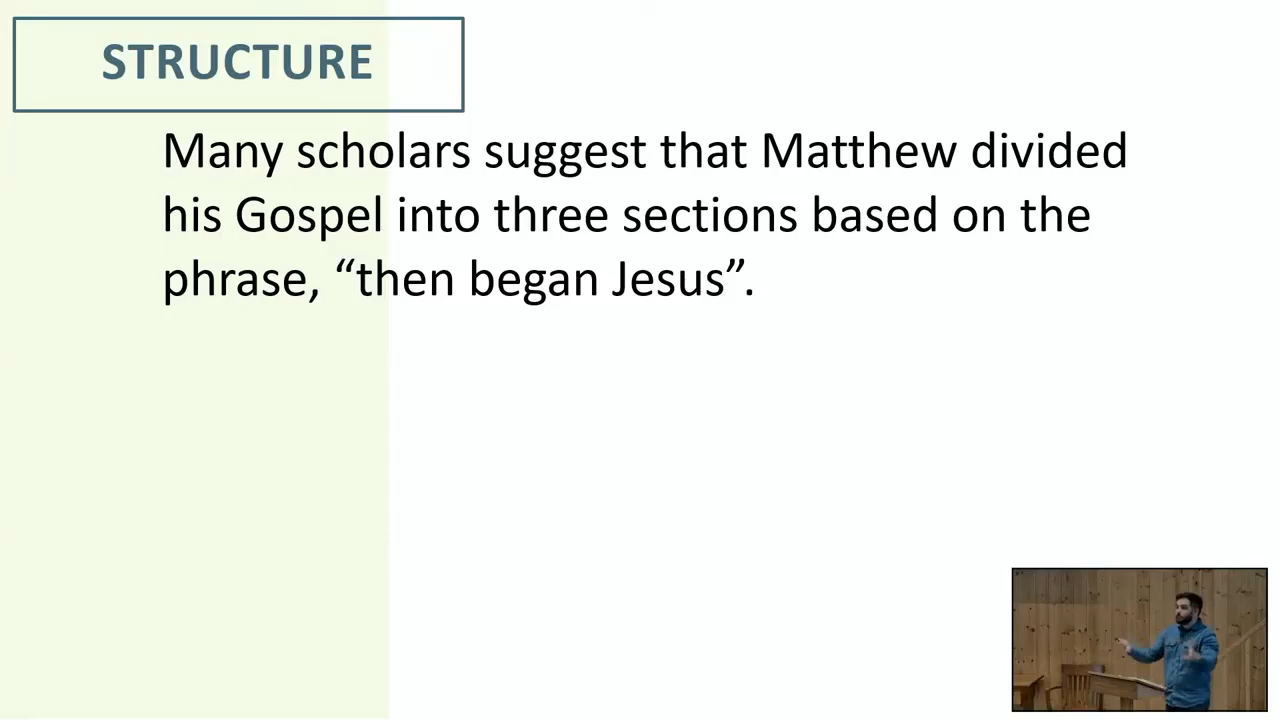 STRUCTURE
Many scholars suggest that Matthew divided
his Gospel into three sections based on the
phrase, “then began Jesus”.